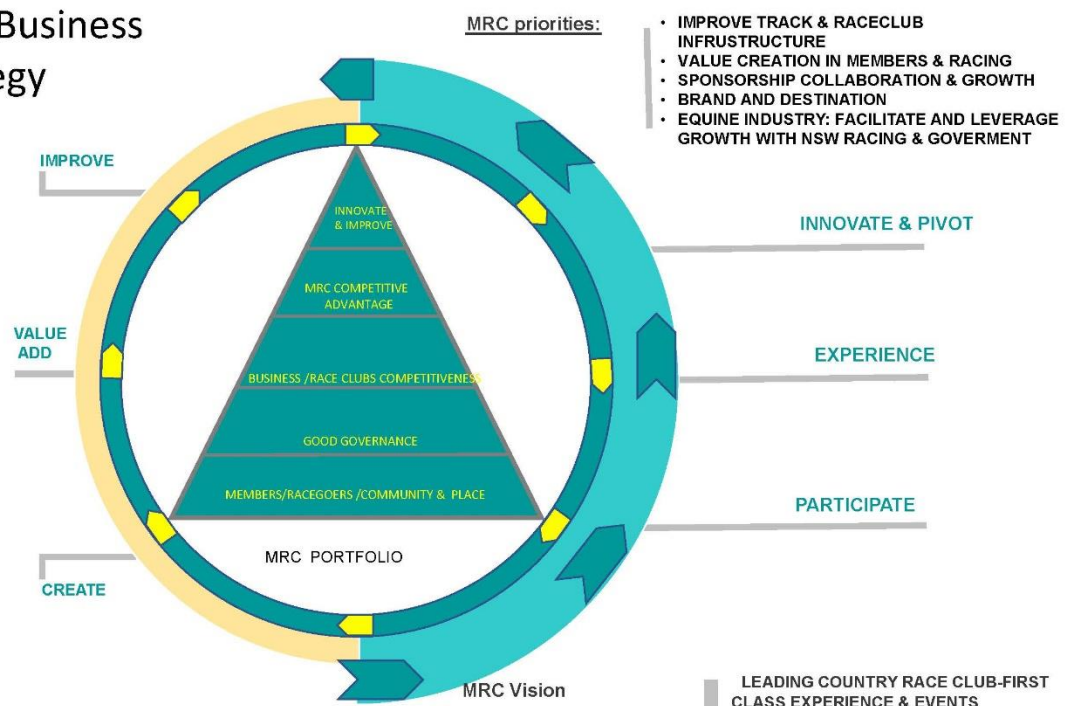 Business
egy
MRC priorities:
• IMPROVE TRACK & RACECLUB
INFRUSTRUCTURE
• VALUE CREATION IN MEMBERS & RACING
• SPONSORSHIP COLLABORATION & GROWTH
• BRAND AND DESTINATION
• EQUINE INDUSTRY: FACILITATE AND LEVERAGE
GROWTH WITH NSW RACING & GOVERMENT
IMPROVE
VALUE
ADD
CREATE
INNOVATE
& IMPROVE
MRC COMPETITIVE
ADVANTAGE
BUSINESS /RACE CLUBS COMPETITIVENESS
GOOD GOVERNANCE
MEMBERS/RACEGOERS /COMMUNITY & PLACE
MRC PORTFOLIO
INNOVATE & PIVOT
EXPERIENCE
PARTICIPATE
MRC Vision
LEADING COUNTRY RACE CLUB-FIRST
CLASS EXPERIENCE & EVENTS